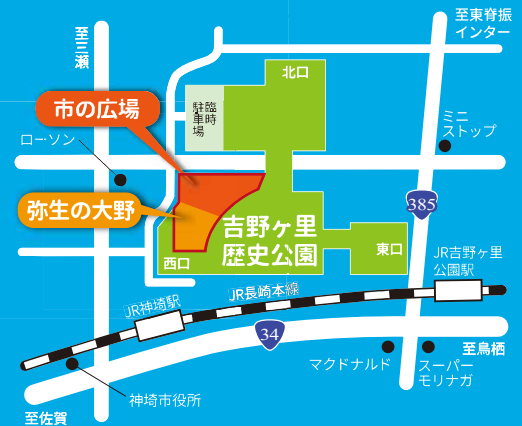 至東脊振
インター
至三瀬
北口
臨時
駐車場
市の広場
ミニ
ストップ
ローソン
弥生の大野
385
吉野ヶ里
歴史公園
東口
西口
JR吉野ヶ里
公園駅
JR神埼駅
JR長崎本線
34
至鳥栖
マクドナルド
スーパー
モリナガ
神埼市役所
至佐賀